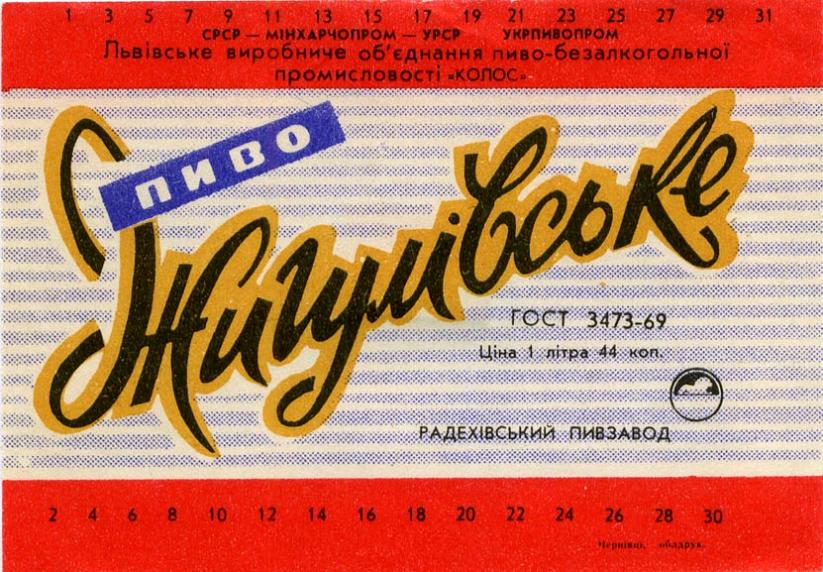 1 3 5 7 9 11 13 15 17 19 21 23 25 27 29 31
СРСР — МІНХАРЧОПРОМ — УРСР УКРПИВОПРОМ
Львівське виробниче об'єднання пиво-безалкогольної
промисловості «КОЛОС»
ПИВО
Жигулівське
ГОСТ 3473-69
Ціна 1 літра 44 коп.
РАДЕХІВСЬКИЙ ПИВЗАВОД
2 4 6 8 10 12 14 16 18 20 22 24 26 28 30
Чернівці, облдрук.